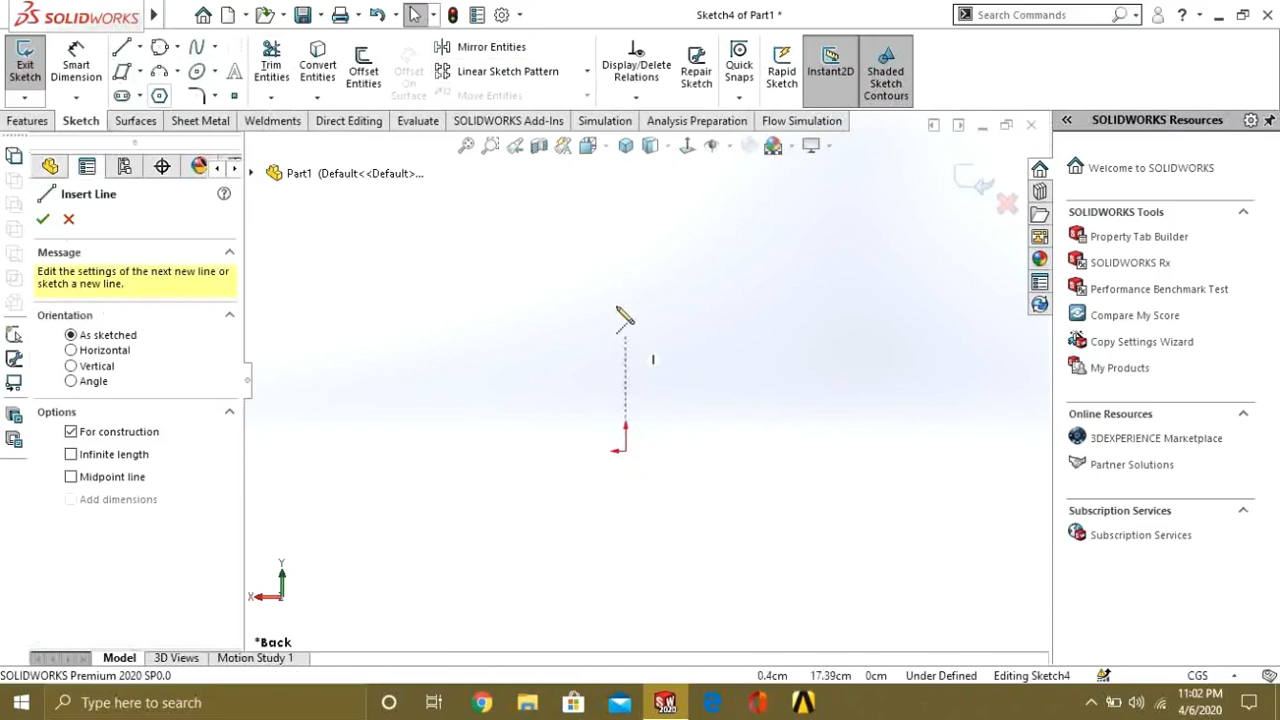 SOLIDWORKS
Sketch4 of Part1 *
Search Commands
Exit Sketch
Smart Dimension
Trim Entities
Convert Entities
Offset Entities
Offset On Surface
Mirror Entities
Linear Sketch Pattern
Move Entities
Display/Delete Relations
Repair Sketch
Quick Snaps
Rapid Sketch
Instant2D
Shaded Sketch Contours
Features
Sketch
Surfaces
Sheet Metal
Weldments
Direct Editing
Evaluate
SOLIDWORKS Add-Ins
Simulation
Analysis Preparation
Flow Simulation
SOLIDWORKS Resources
Part1 (Default<<Default>...
Insert Line
Message
Edit the settings of the next new line or
sketch a new line.
Orientation
As sketched
Horizontal
Vertical
Angle
Options
For construction
Infinite length
Midpoint line
Add dimensions
Welcome to SOLIDWORKS
SOLIDWORKS Tools
Property Tab Builder
SOLIDWORKS Rx
Performance Benchmark Test
Compare My Score
Copy Settings Wizard
My Products
Online Resources
3DEXPERIENCE Marketplace
Partner Solutions
Subscription Services
Subscription Services
Y
X
*Back
Model
3D Views
Motion Study 1
SOLIDWORKS Premium 2020 SP0.0
0.4cm
17.39cm
0cm
Under Defined
Editing Sketch4
CGS
Type here to search
SW
2020
11:02 PM
4/6/2020